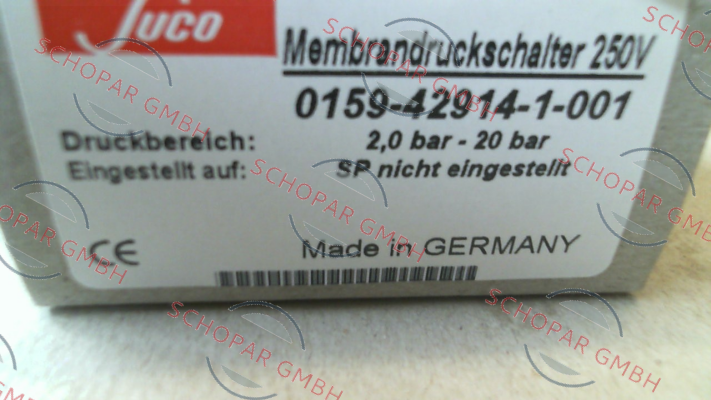 Suco
Membrandruckschalter 250V
0159-42914-1-001
Druckbereich: 2,0 bar - 20 bar
Eingestellt auf: SP nicht eingestellt
CE Made in GERMANY
SCHOPAR GMBH
SCHOPAR GMBH
SCHOPAR GMBH
SCHOPAR GMBH
SCHOPAR GMBH
SCHOPAR GMBH
SCHOPAR GMBH